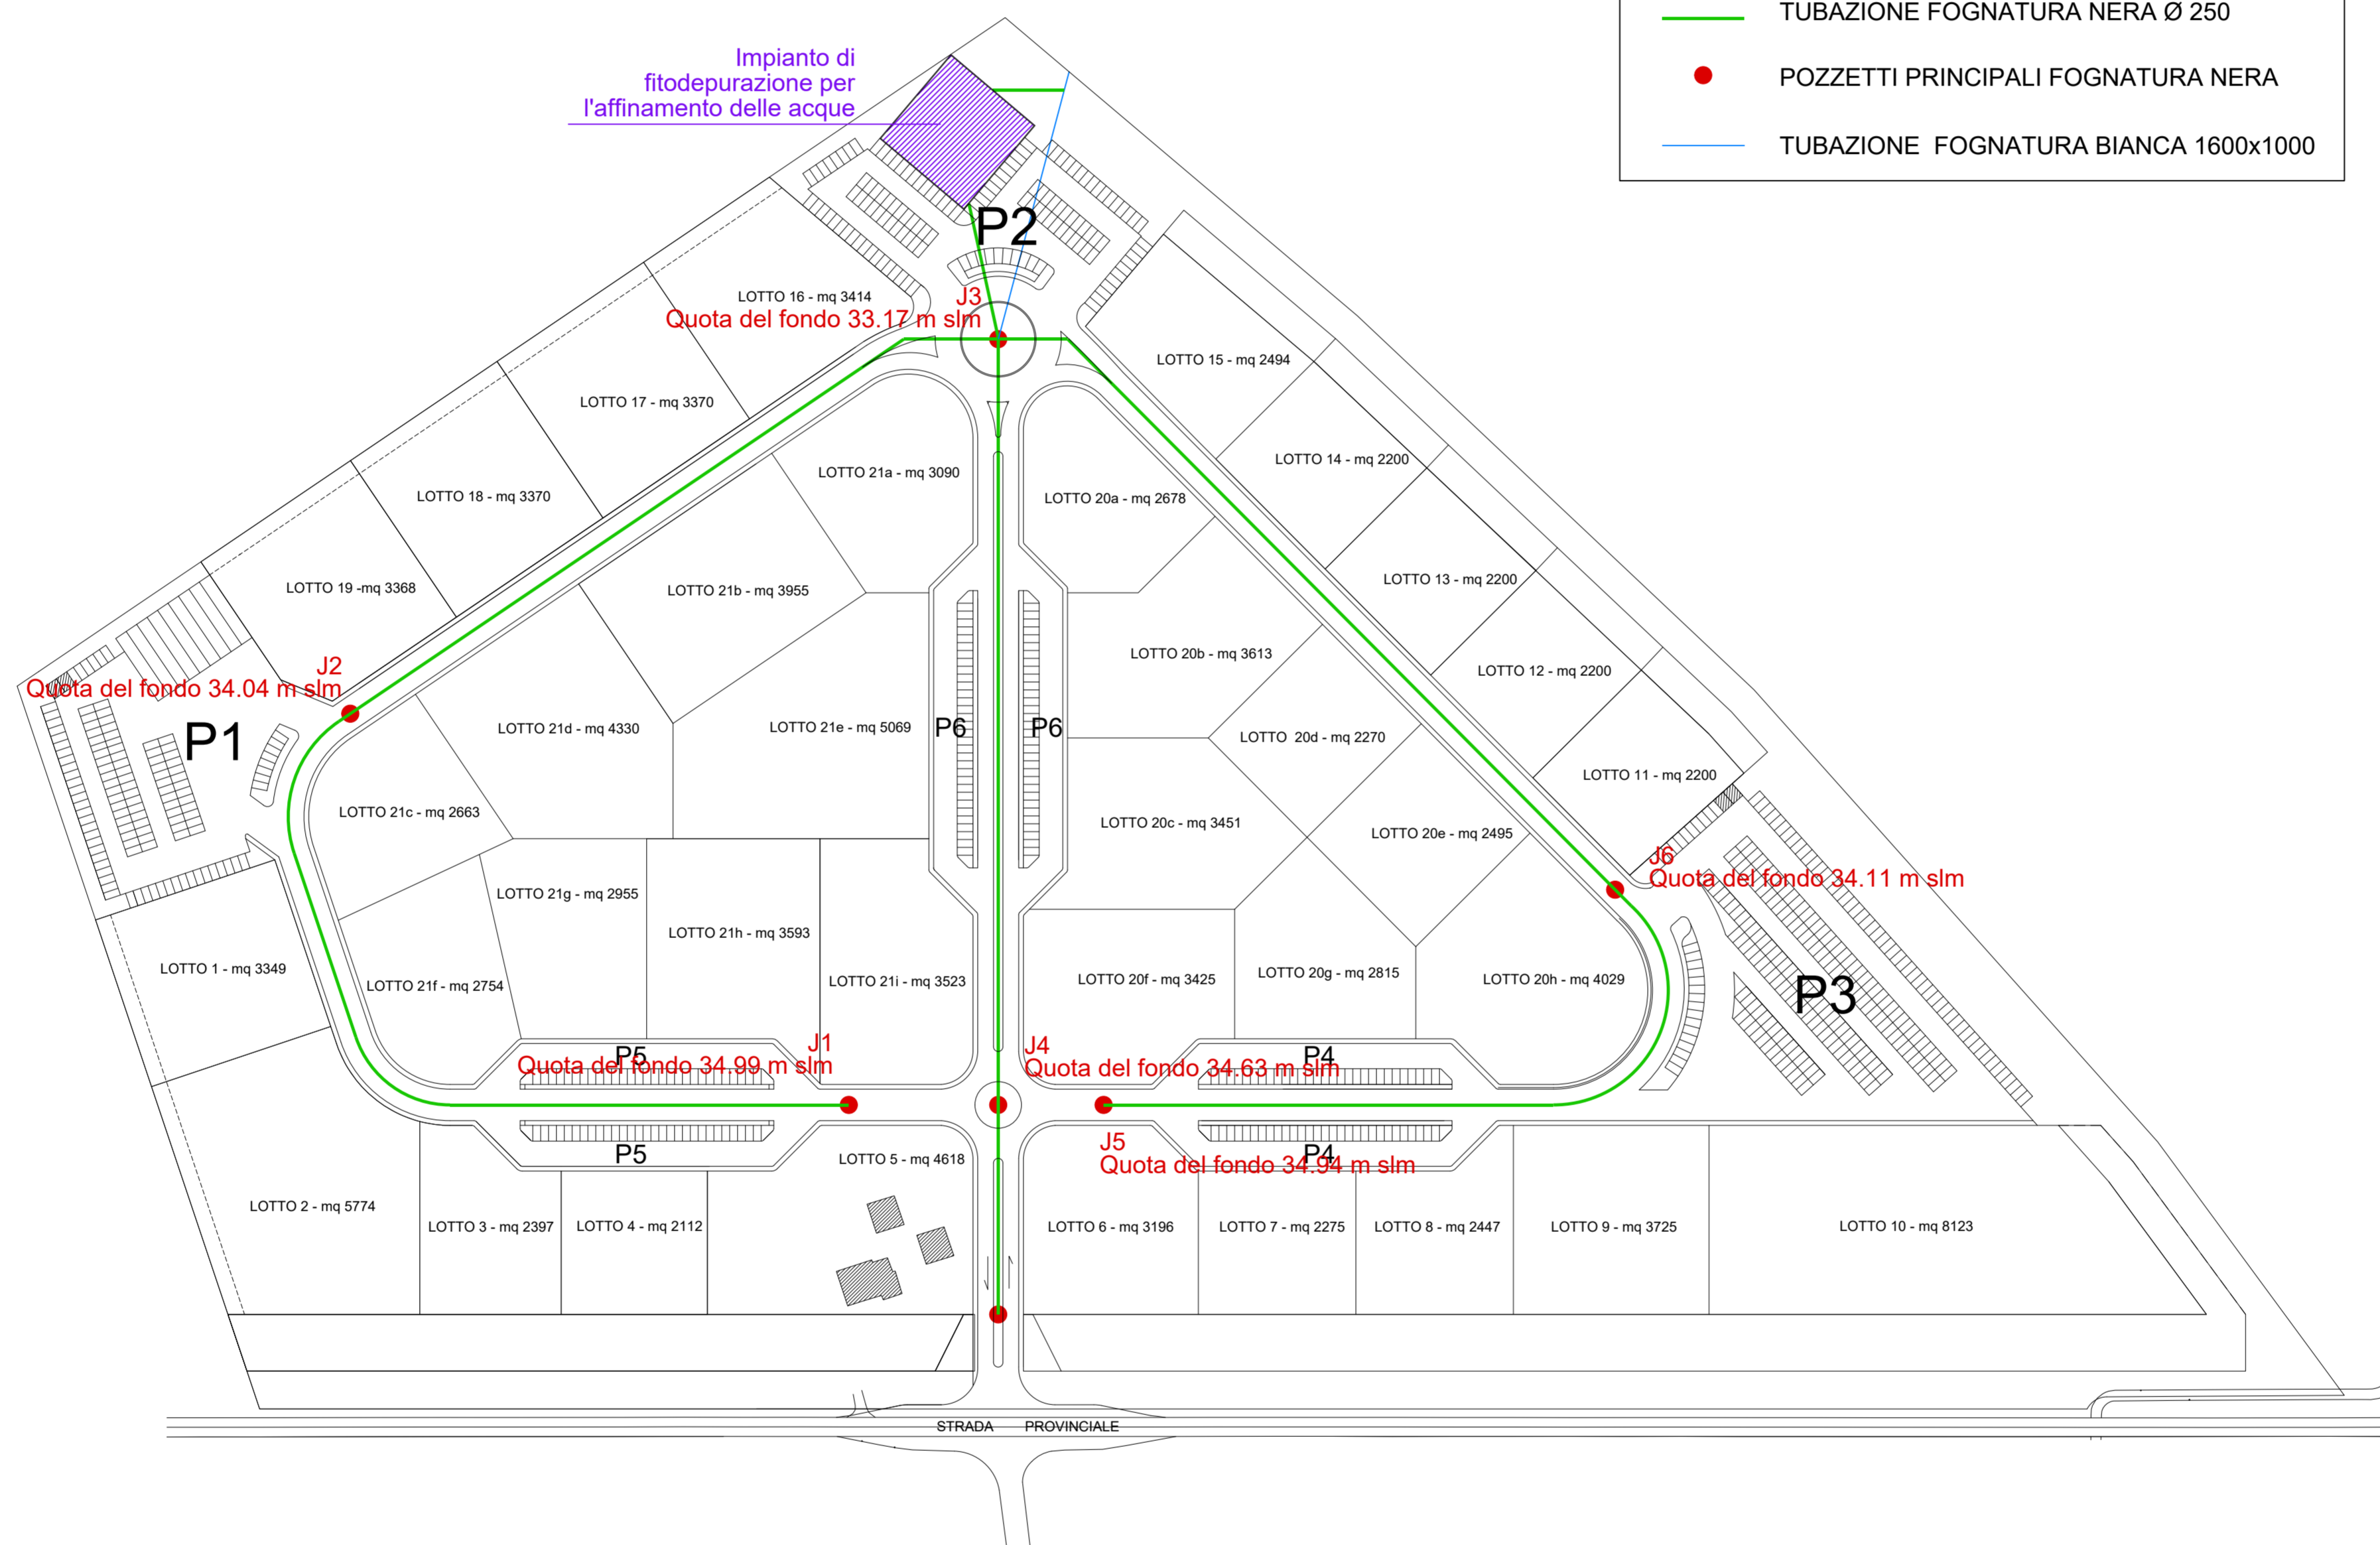 TUBAZIONE FOGNATURA NERA Ø 250
POZZETTI PRINCIPALI FOGNATURA NERA
TUBAZIONE FOGNATURA BIANCA 1600x1000
Impianto di
fitodepurazione per
l'affinamento delle acque
P2
LOTTO 16 - mq 3414
J3
Quota del fondo 33.17 m slm
LOTTO 15 - mq 2494
LOTTO 17 - mq 3370
LOTTO 14 - mq 2200
LOTTO 21a - mq 3090
LOTTO 18 - mq 3370
LOTTO 20a - mq 2678
LOTTO 13 - mq 2200
LOTTO 19 -mq 3368
LOTTO 21b - mq 3955
LOTTO 20b - mq 3613
LOTTO 12 - mq 2200
J2
Quota del fondo 34.04 m slm
P1
LOTTO 21d - mq 4330
LOTTO 21e - mq 5069
P6
P6
LOTTO 20d - mq 2270
LOTTO 11 - mq 2200
LOTTO 21c - mq 2663
LOTTO 20c - mq 3451
LOTTO 20e - mq 2495
J6
Quota del fondo 34.11 m slm
LOTTO 21g - mq 2955
LOTTO 21h - mq 3593
LOTTO 1 - mq 3349
LOTTO 21f - mq 2754
LOTTO 21i - mq 3523
LOTTO 20f - mq 3425
LOTTO 20g - mq 2815
LOTTO 20h - mq 4029
P3
J1
P5
Quota del fondo 34.99 m slm
J4
Quota del fondo 34.63 m slm
P4
J5
Quota del fondo 34.94 m slm
P4
P5
LOTTO 5 - mq 4618
LOTTO 2 - mq 5774
LOTTO 3 - mq 2397
LOTTO 4 - mq 2112
LOTTO 6 - mq 3196
LOTTO 7 - mq 2275
LOTTO 8 - mq 2447
LOTTO 9 - mq 3725
LOTTO 10 - mq 8123
STRADA PROVINCIALE